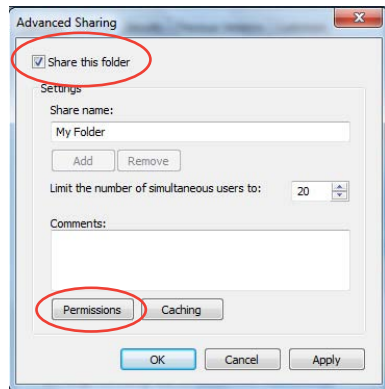 Advanced Sharing
Share this folder
Settings
Share name:
My Folder
Add Remove
Limit the number of simultaneous users to: 20
Comments:
Permissions Caching
OK Cancel Apply